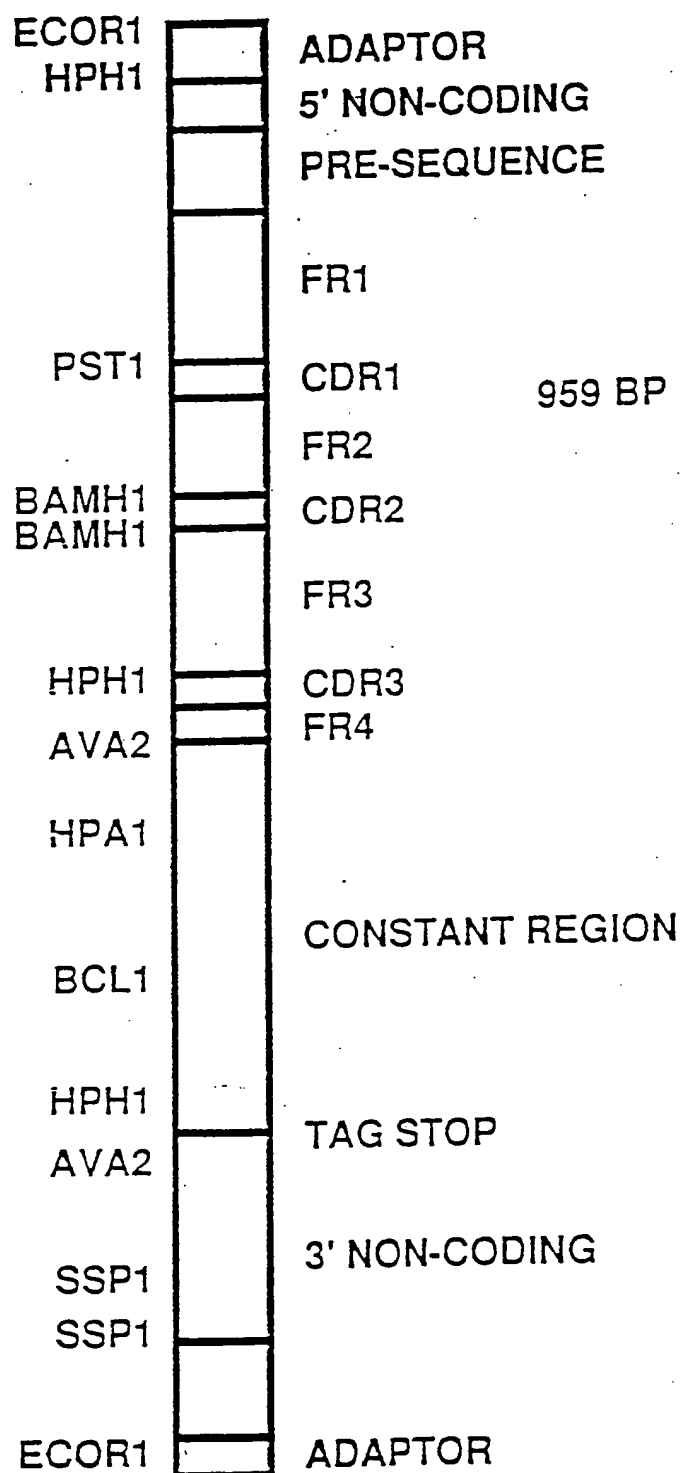 ECOR1
ADAPTOR
HPH1
5' NON-CODING
PRE-SEQUENCE
FR1
PST1
CDR1
959 BP
FR2
BAMH1
CDR2
BAMH1
FR3
HPH1
CDR3
FR4
AVA2
HPA1
CONSTANT REGION
BCL1
HPH1
TAG STOP
AVA2
3' NON-CODING
SSP1
SSP1
ECOR1
ADAPTOR